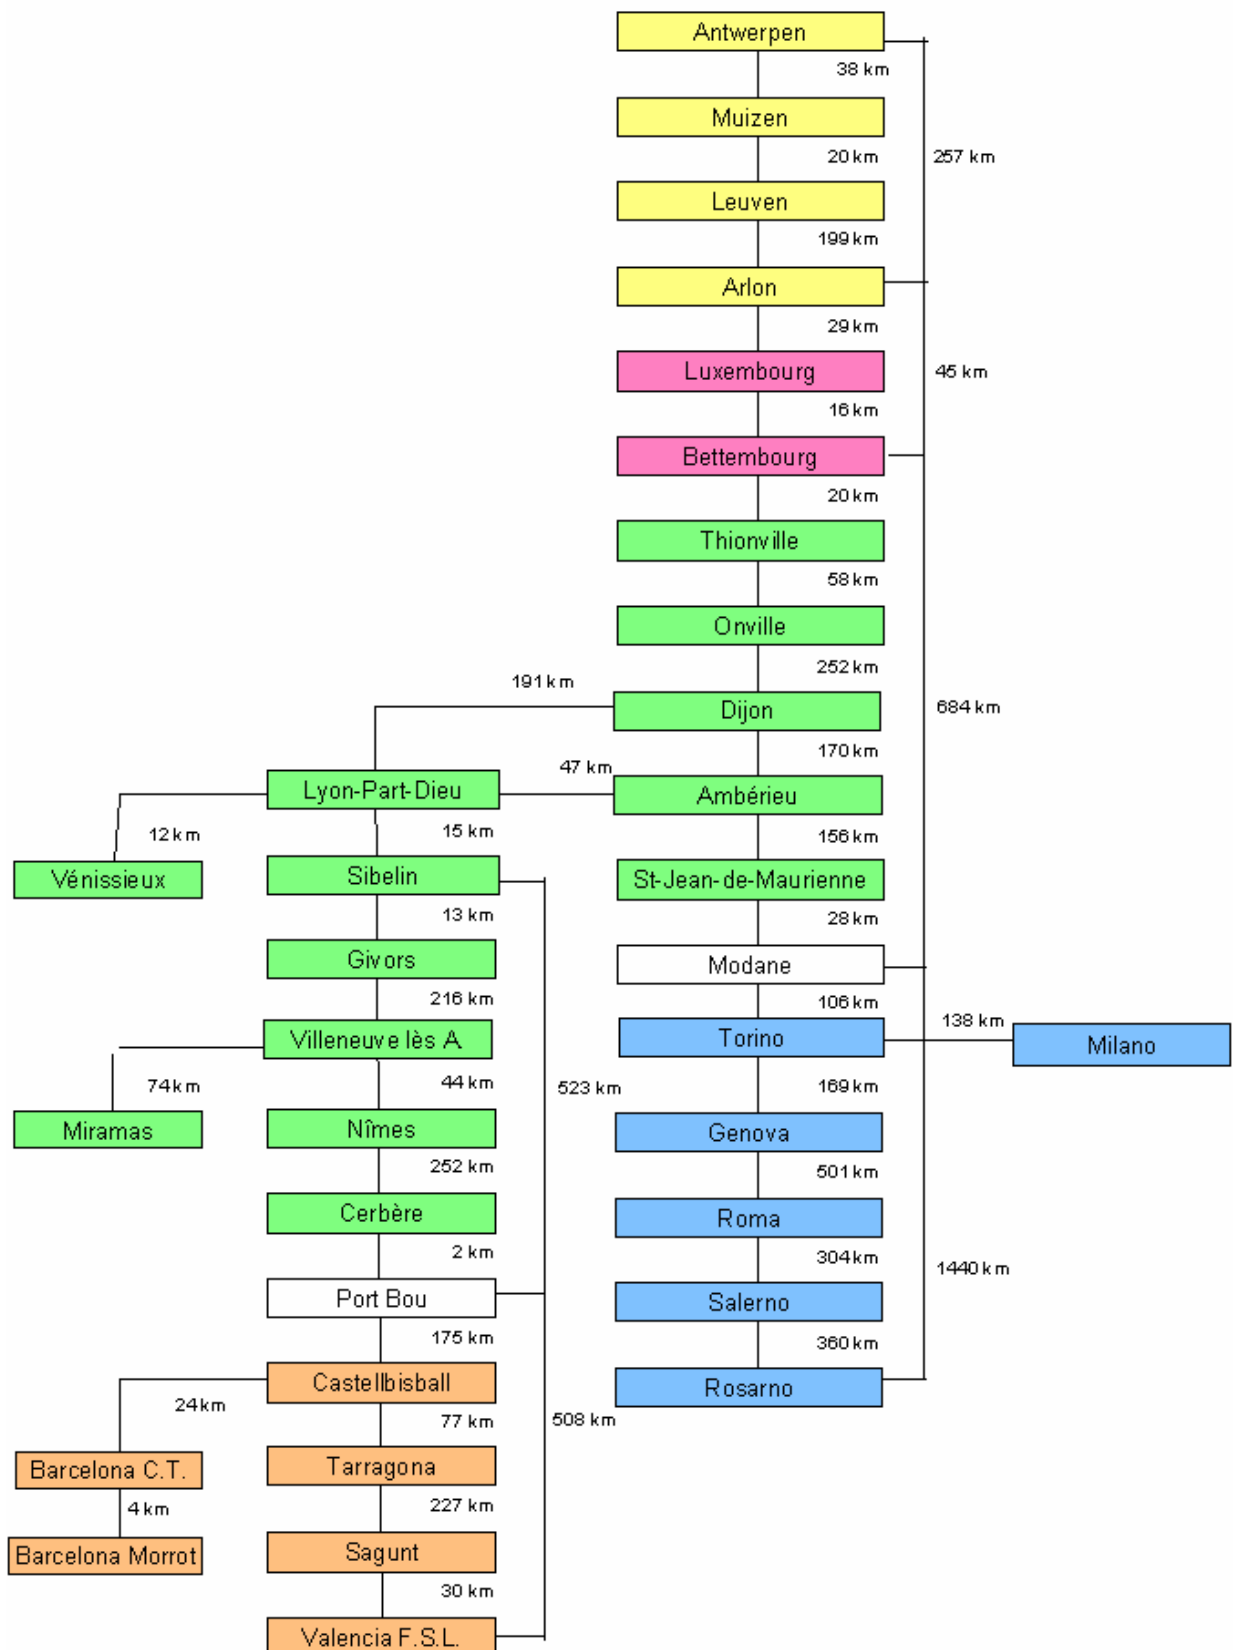 Antwerpen
38 km
Muizen
20 km
257 km
Leuven
199 km
Arlon
29 km
Luxembourg
45 km
16 km
Bettembourg
20 km
Thionville
58 km
Onville
252 km
191 km
Dijon
684 km
170 km
47 km
Lyon-Part-Dieu
Ambérieu
12 km
15 km
156 km
Vénissieux
Sibelin
St-Jean-de-Maurienne
13 km
28 km
Givors
Modane
216 km
106 km
138 km
Villeneuve lès A
Torino
Milano
74 km
44 km
523 km
169 km
Miramas
Nîmes
Genova
252 km
501 km
Cerbère
Roma
2 km
304 km
1440 km
Port Bou
Salerno
175 km
360 km
Castellbisball
Rosarno
24 km
77 km
508 km
Barcelona C.T.
Tarragona
4 km
227 km
Barcelona Morrot
Sagunt
30 km
Valencia F.S.L.